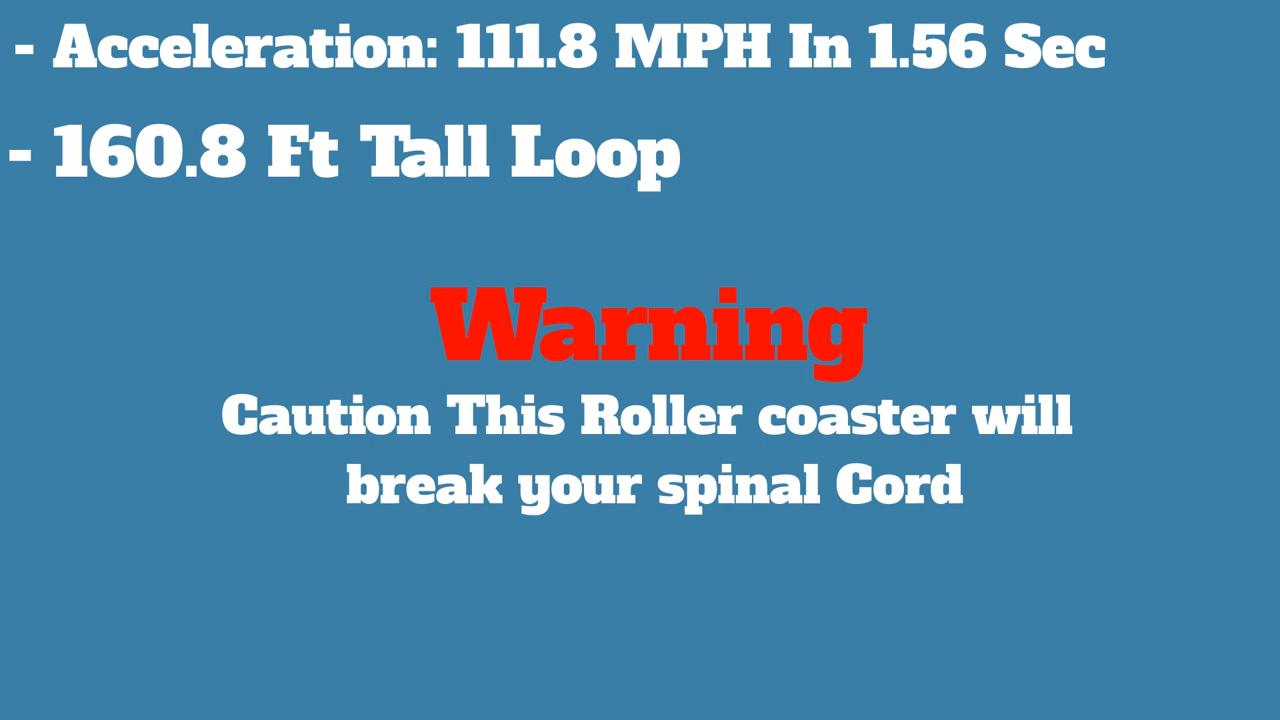 - Acceleration: 111.8 MPH In 1.56 Sec
- 160.8 Ft Tall Loop
Warning
Caution This Roller coaster will
break your spinal Cord